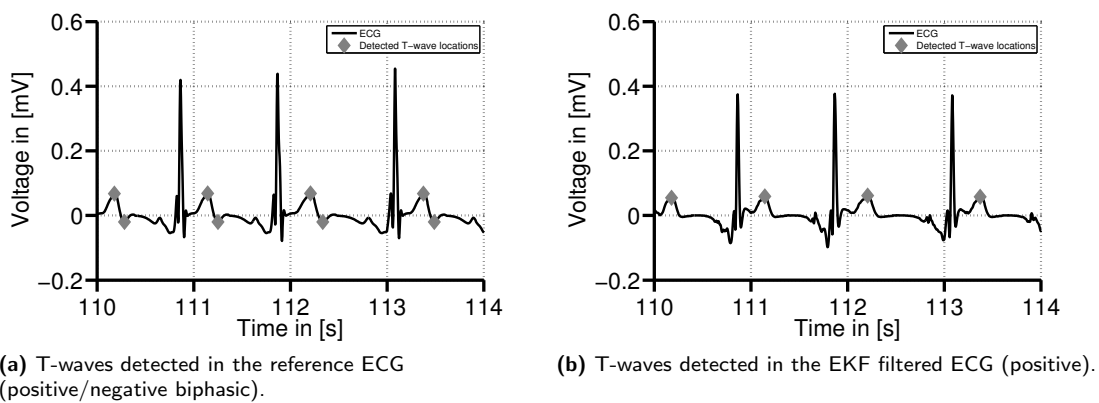 0.6
0.4
0.2
0
−0.2
Voltage in [mV]
110 111 112 113 114
Time in [s]
ECG
Detected T−wave locations
(a) T-waves detected in the reference ECG
(positive/negative biphasic).
0.6
0.4
0.2
0
−0.2
Voltage in [mV]
110 111 112 113 114
Time in [s]
ECG
Detected T−wave locations
(b) T-waves detected in the EKF filtered ECG (positive).